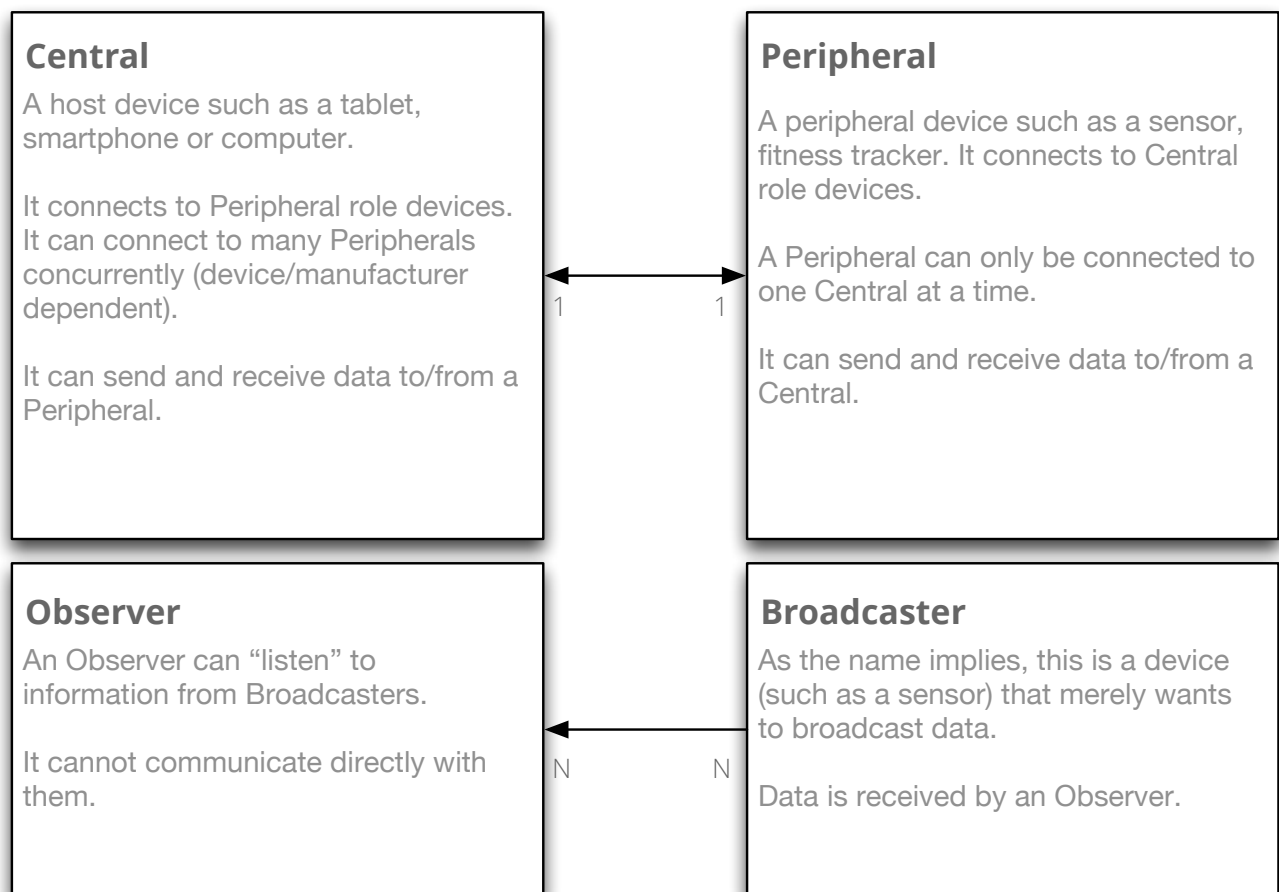 Central
A host device such as a tablet,
smartphone or computer.
It connects to Peripheral role devices.
It can connect to many Peripherals
concurrently (device/manufacturer
dependent).
It can send and receive data to/from a
Peripheral.
1
1
Peripheral
A peripheral device such as a sensor,
fitness tracker. It connects to Central
role devices.
A Peripheral can only be connected to
one Central at a time.
It can send and receive data to/from a
Central.
Observer
An Observer can “listen” to
information from Broadcasters.
It cannot communicate directly with
them.
N
N
Broadcaster
As the name implies, this is a device
(such as a sensor) that merely wants
to broadcast data.
Data is received by an Observer.